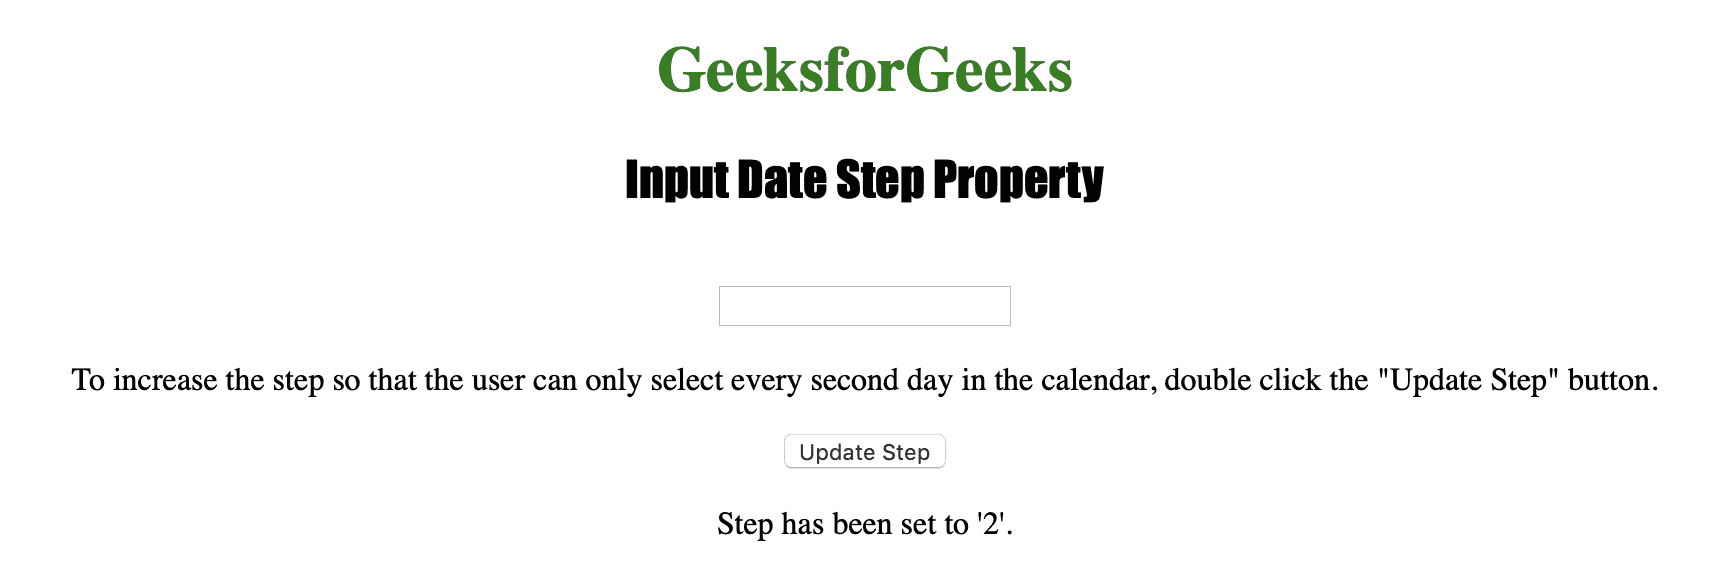 GeeksforGeeks
Input Date Step Property
To increase the step so that the user can only select every second day in the calendar, double click the "Update Step" button.
Update Step
Step has been set to '2'.